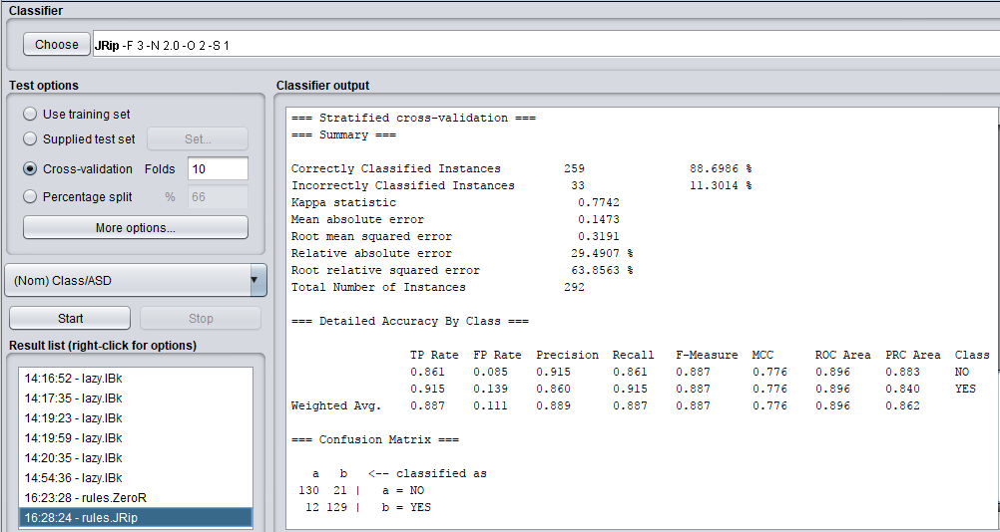 Classifier
Choose JRip -F 3 -N 2.0 -O 2 -S 1
Test options
Use training set
Supplied test set Set...
Cross-validation Folds 10
Percentage split % 66
More options...
(Nom) Class/ASD
Start Stop
Result list (right-click for options)
14:16:52 - lazy.IBk
14:17:35 - lazy.IBk
14:19:23 - lazy.IBk
14:19:59 - lazy.IBk
14:20:35 - lazy.IBk
14:54:36 - lazy.IBk
16:23:28 - rules.ZeroR
16:28:24 - rules.JRip
Classifier output
=== Stratified cross-validation ===
=== Summary ===
Correctly Classified Instances 259 88.6986 %
Incorrectly Classified Instances 33 11.3014 %
Kappa statistic 0.7742
Mean absolute error 0.1473
Root mean squared error 0.3191
Relative absolute error 29.4907 %
Root relative squared error 63.8563 %
Total Number of Instances 292
=== Detailed Accuracy By Class ===
TP Rate FP Rate Precision Recall F-Measure MCC ROC Area PRC Area Class
0.861 0.085 0.915 0.861 0.887 0.776 0.896 0.883 NO
0.915 0.139 0.860 0.915 0.887 0.776 0.896 0.840 YES
Weighted Avg. 0.887 0.111 0.889 0.887 0.887 0.776 0.896 0.862
=== Confusion Matrix ===
a b <-- classified as
130 21 | a = NO
12 129 | b = YES